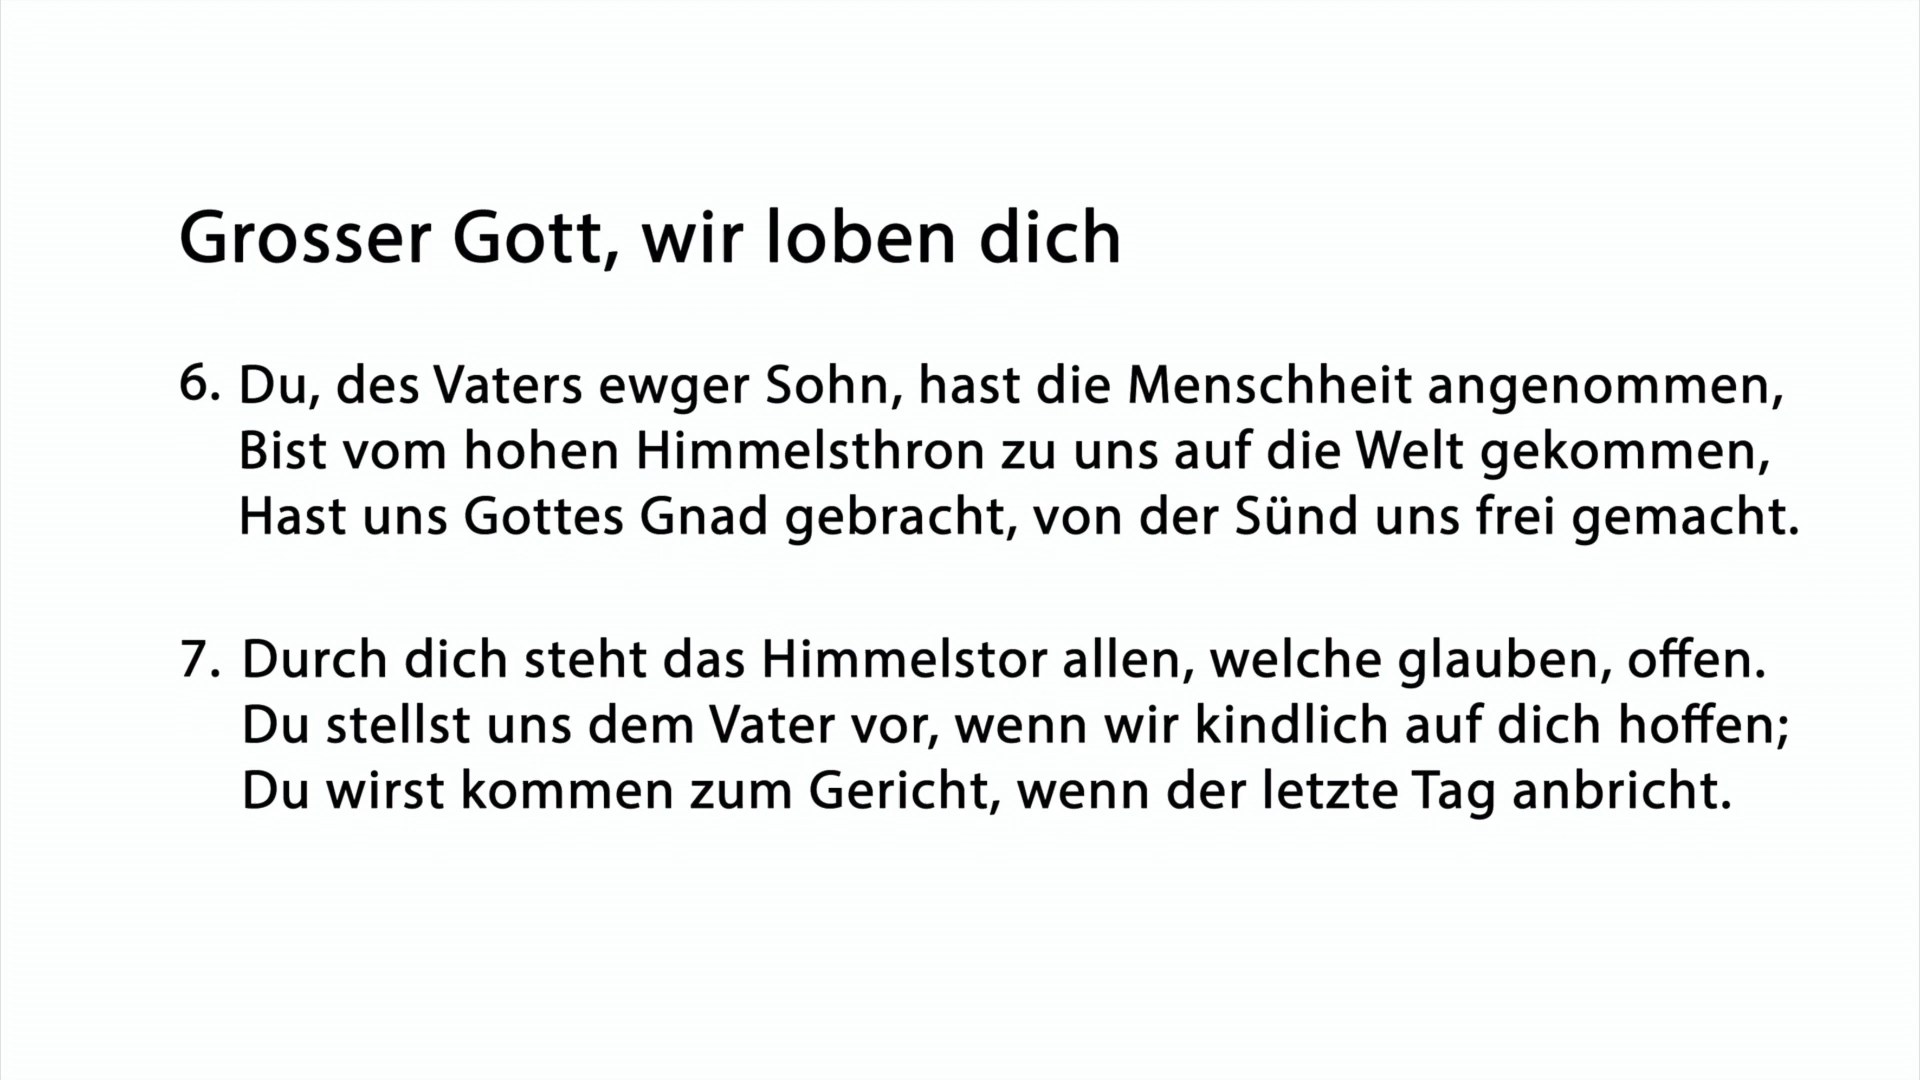 Grosser Gott, wir loben dich
6. Du, des Vaters ewger Sohn, hast die Menschheit angenommen,
Bist vom hohen Himmelsthron zu uns auf die Welt gekommen,
Hast uns Gottes Gnad gebracht, von der Sünd uns frei gemacht.
7. Durch dich steht das Himmelstor allen, welche glauben, offen.
Du stellst uns dem Vater vor, wenn wir kindlich auf dich hoffen;
Du wirst kommen zum Gericht, wenn der letzte Tag anbricht.